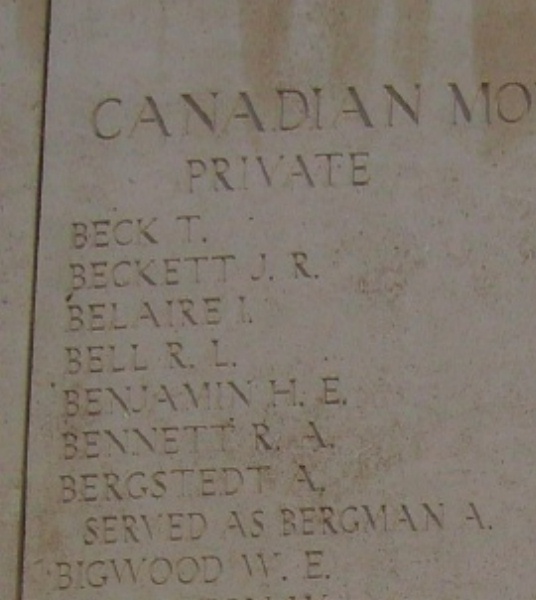 CANADIAN MO
PRIVATE
BECK T.
BECKETT J. R.
BELAIRE I.
BELL R. L.
BENJAMIN H. E.
BENNETT R. A.
BERGSTEDT A.
SERVED AS BERGMAN A.
BIGWOOD W. E.